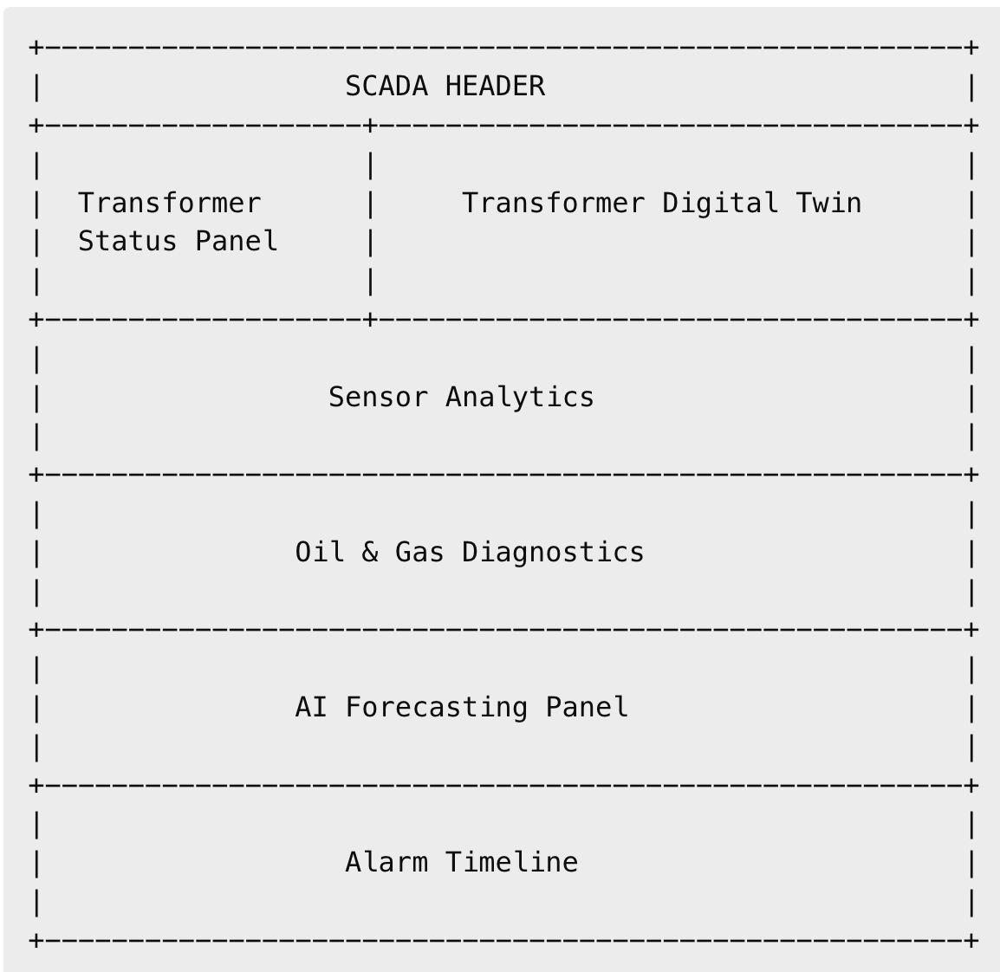 SCADA HEADER
Transformer
Status Panel
Transformer Digital Twin
Sensor Analytics
Oil & Gas Diagnostics
AI Forecasting Panel
Alarm Timeline